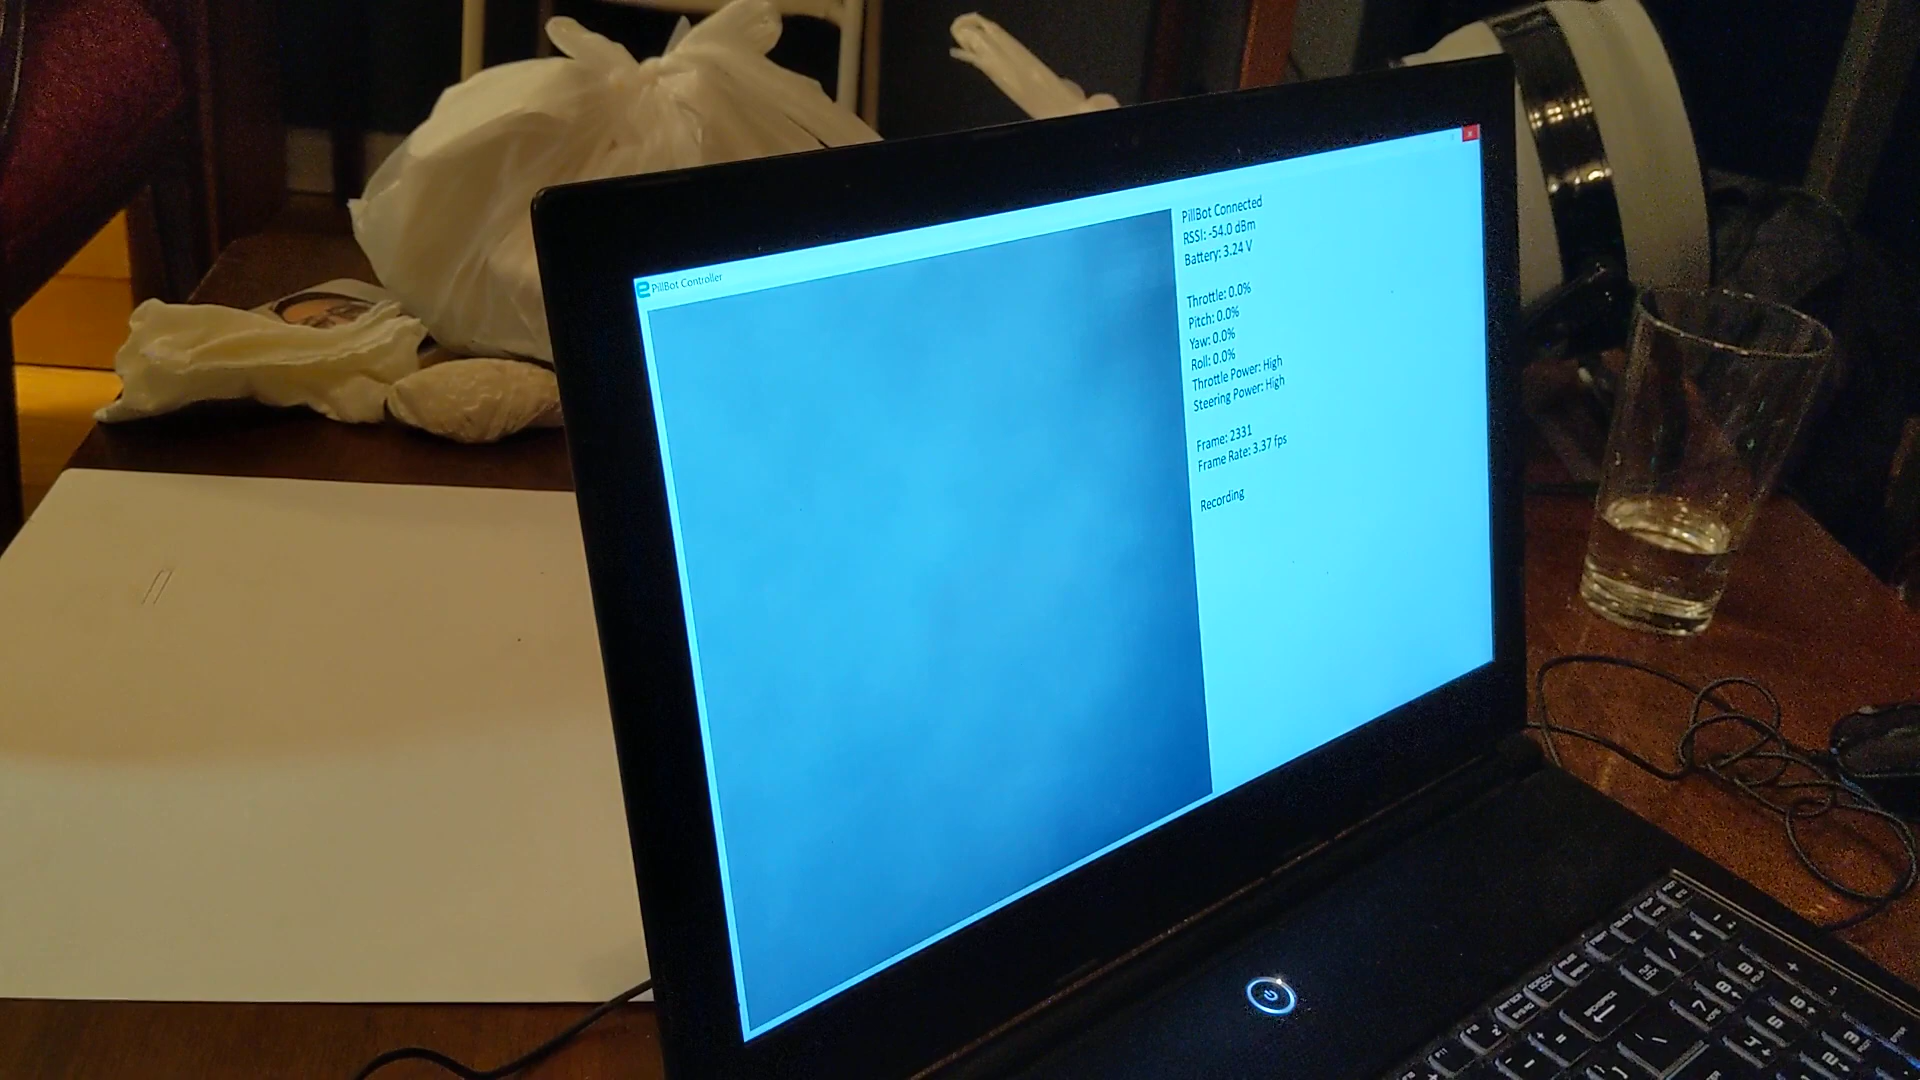 PillBot Controller
PillBot Connected
RSSI: -54.0 dBm
Battery: 3.24 V
Throttle: 0.0%
Pitch: 0.0%
Yaw: 0.0%
Roll: 0.0%
Throttle Power: High
Steering Power: High
Frame: 2331
Frame Rate: 3.37 fps
Recording